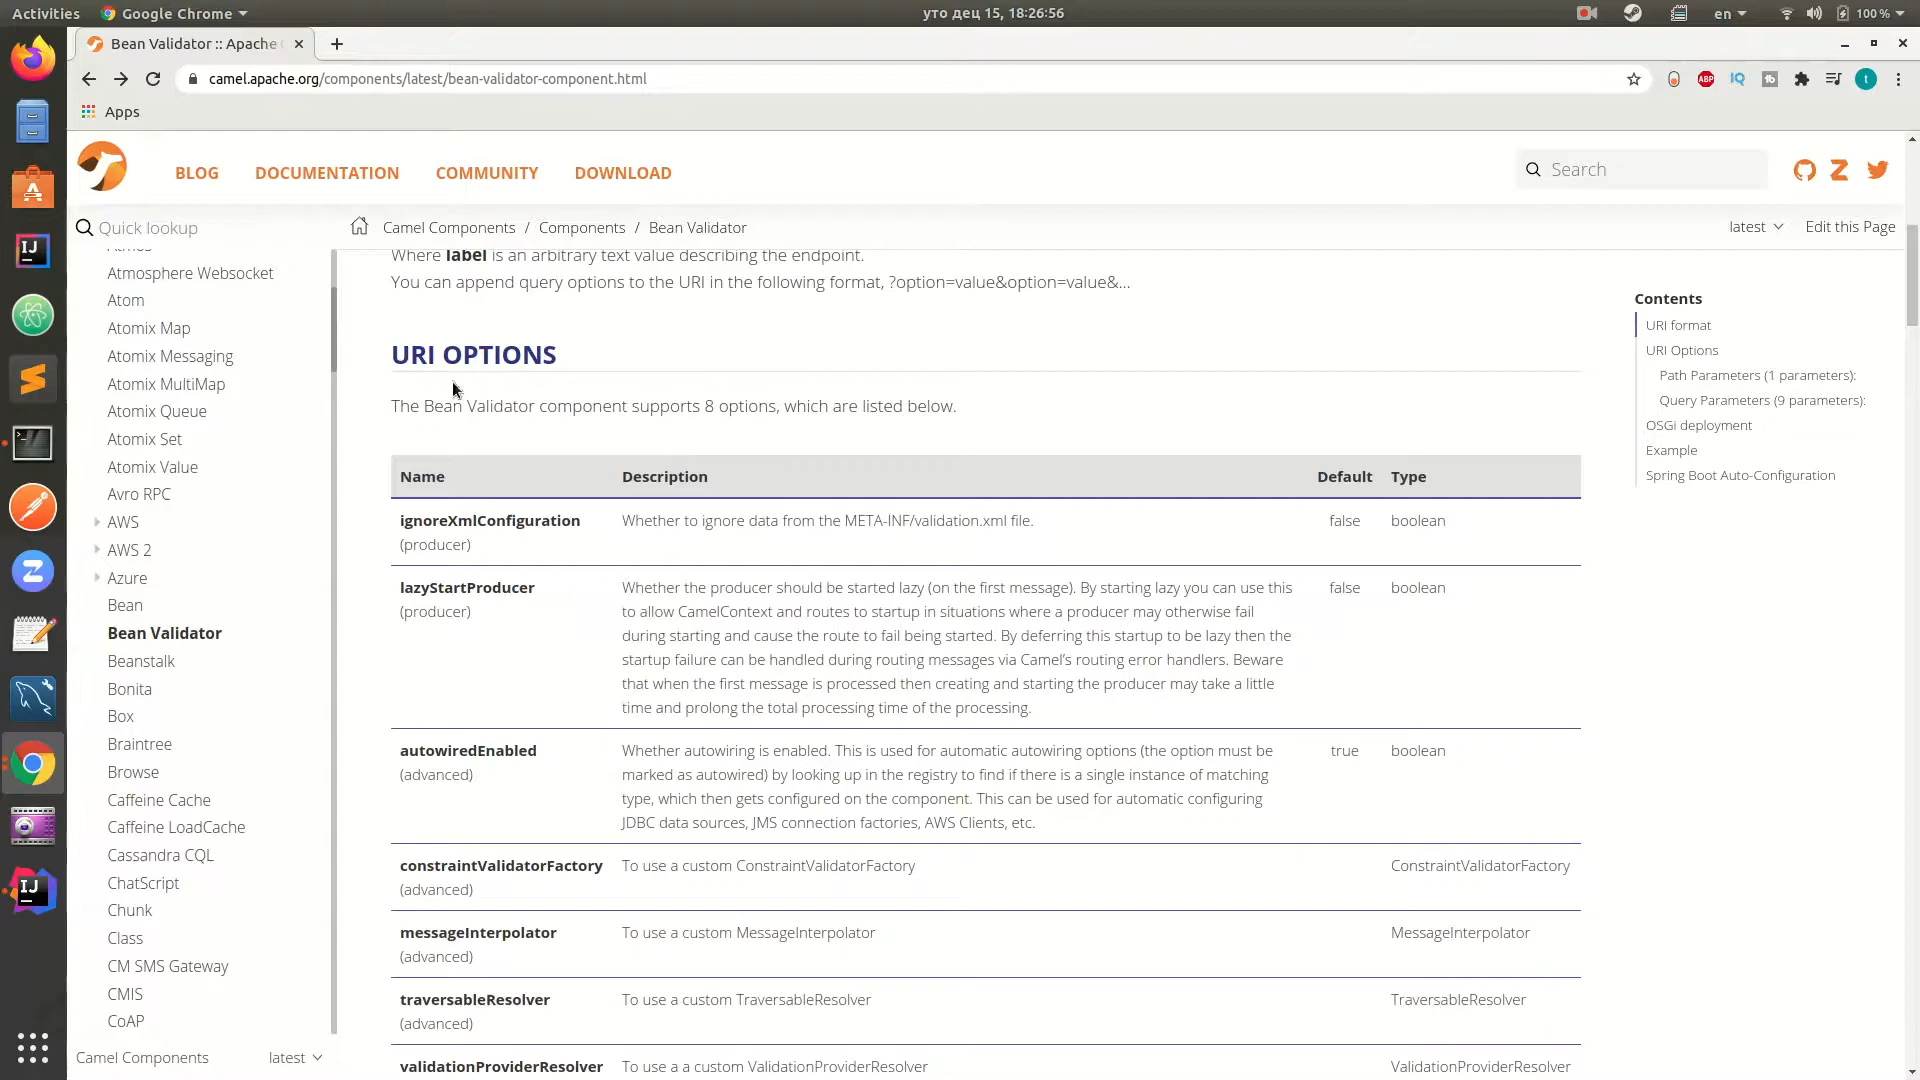 Activities
Google Chrome
уто дец 15, 18:26:56
en
100 %
Bean Validator :: Apache
camel.apache.org/components/latest/bean-validator-component.html
ABP
IQ
t
Apps
BLOG
DOCUMENTATION
COMMUNITY
DOWNLOAD
Search
Quick lookup
Camel Components / Components / Bean Validator
latest
Edit this Page
Atmos
Atmosphere Websocket
Atom
Atomix Map
Atomix Messaging
Atomix MultiMap
Atomix Queue
Atomix Set
Atomix Value
Avro RPC
AWS
AWS 2
Azure
Bean
Bean Validator
Beanstalk
Bonita
Box
Braintree
Browse
Caffeine Cache
Caffeine LoadCache
Cassandra CQL
ChatScript
Chunk
Class
CM SMS Gateway
CMIS
CoAP
Camel Components
latest
Where label is an arbitrary text value describing the endpoint.
You can append query options to the URI in the following format, ?option=value&option=value&…
URI OPTIONS
The Bean Validator component supports 8 options, which are listed below.
Name Description Default Type
ignoreXmlConfiguration Whether to ignore data from the META-INF/validation.xml file. false boolean
(producer)
lazyStartProducer Whether the producer should be started lazy (on the first message). By starting lazy you can use this false boolean
(producer) to allow CamelContext and routes to startup in situations where a producer may otherwise fail
during starting and cause the route to fail being started. By deferring this startup to be lazy then the
startup failure can be handled during routing messages via Camel’s routing error handlers. Beware
that when the first message is processed then creating and starting the producer may take a little
time and prolong the total processing time of the processing.
autowiredEnabled Whether autowiring is enabled. This is used for automatic autowiring options (the option must be true boolean
(advanced) marked as autowired) by looking up in the registry to find if there is a single instance of matching
type, which then gets configured on the component. This can be used for automatic configuring
JDBC data sources, JMS connection factories, AWS Clients, etc.
constraintValidatorFactory To use a custom ConstraintValidatorFactory ConstraintValidatorFactory
(advanced)
messageInterpolator To use a custom MessageInterpolator MessageInterpolator
(advanced)
traversableResolver To use a custom TraversableResolver TraversableResolver
(advanced)
validationProviderResolver To use a a custom ValidationProviderResolver ValidationProviderResolver
Contents
URI format
URI Options
Path Parameters (1 parameters):
Query Parameters (9 parameters):
OSGi deployment
Example
Spring Boot Auto-Configuration